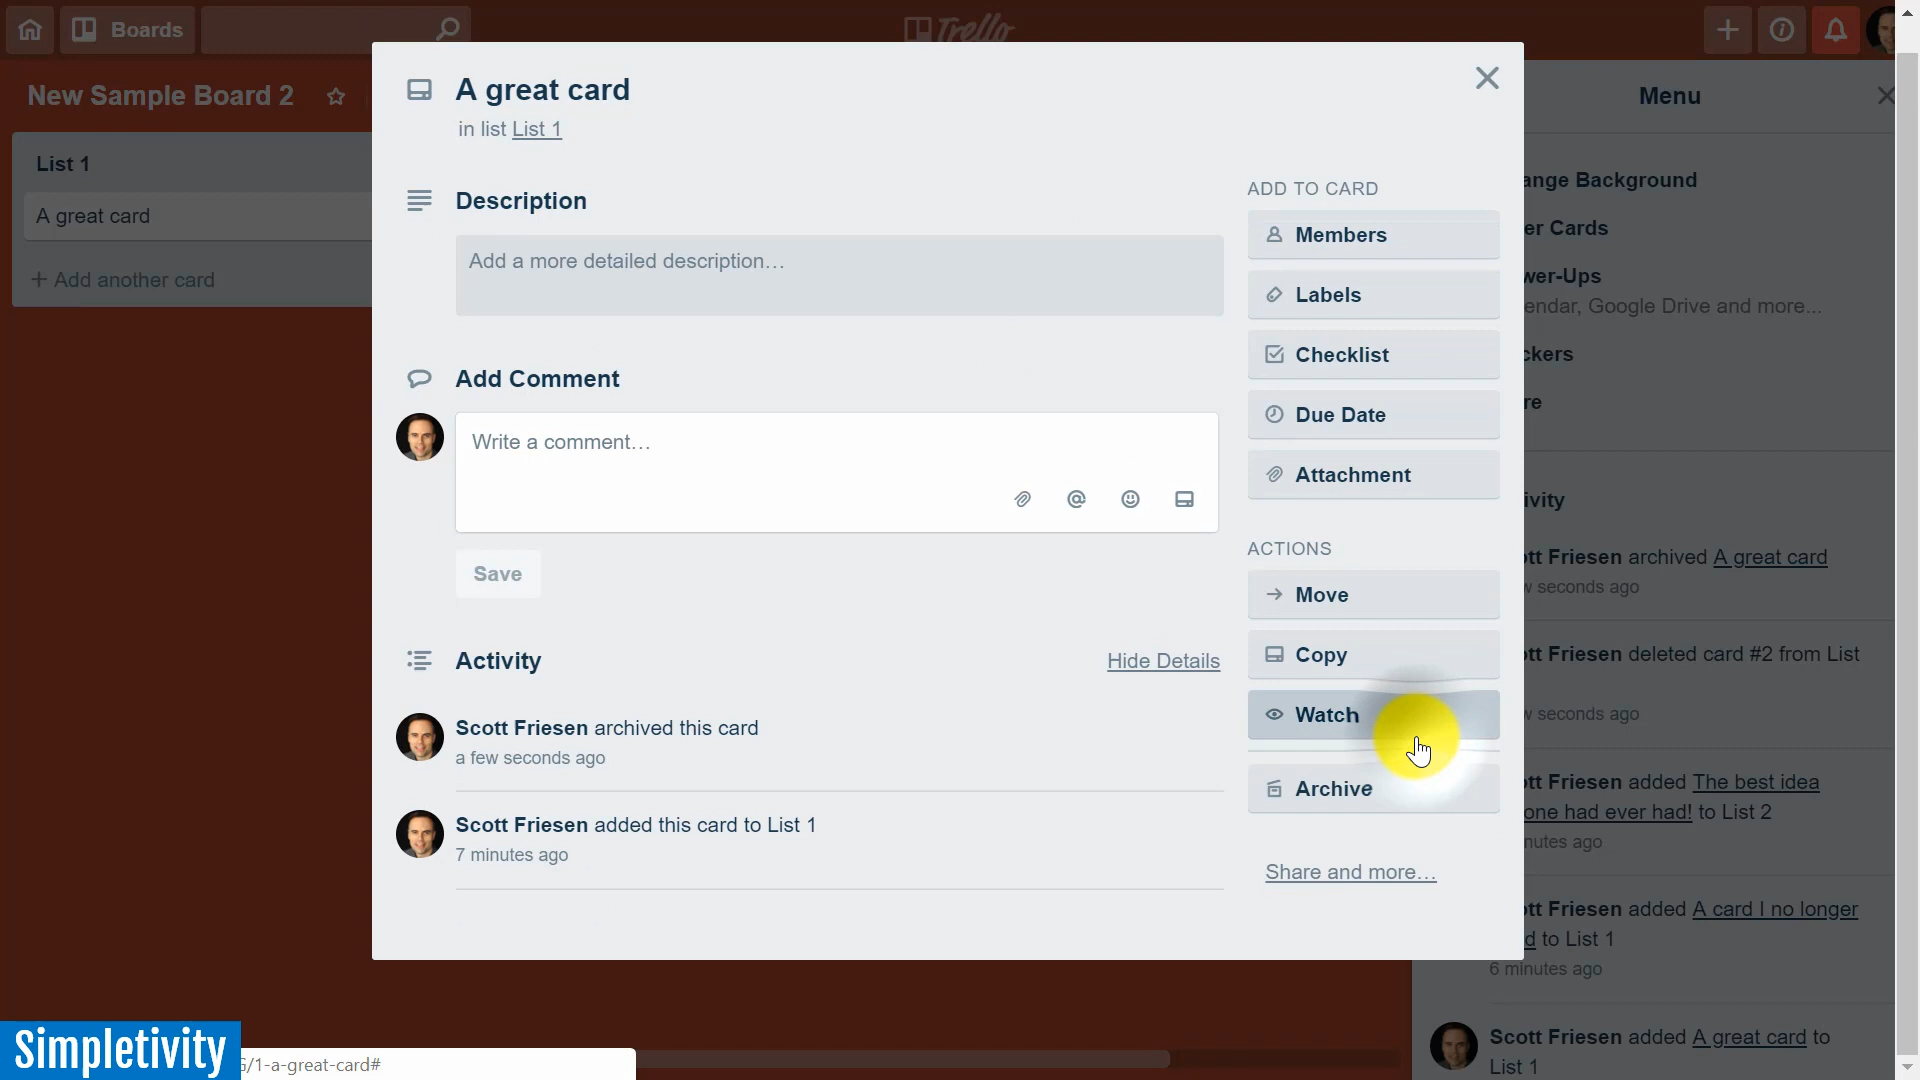 Boards
Trello
New Sample Board 2
Menu
List 1
A great card
+ Add another card
A great card
in list List 1
Description
Add a more detailed description…
Add Comment
Write a comment…
Save
Activity
Hide Details
Scott Friesen archived this card
a few seconds ago
Scott Friesen added this card to List 1
7 minutes ago
ADD TO CARD
Members
Labels
Checklist
Due Date
Attachment
ACTIONS
Move
Copy
Watch
Archive
Share and more…
ange Background
er Cards
wer-Ups
endar, Google Drive and more…
ckers
re
ivity
ott Friesen archived A great card
w seconds ago
ott Friesen deleted card #2 from List
w seconds ago
ott Friesen added The best idea
one had ever had! to List 2
nutes ago
ott Friesen added A card I no longer
d to List 1
6 minutes ago
Scott Friesen added A great card to
List 1
Simpletivity
/1-a-great-card#